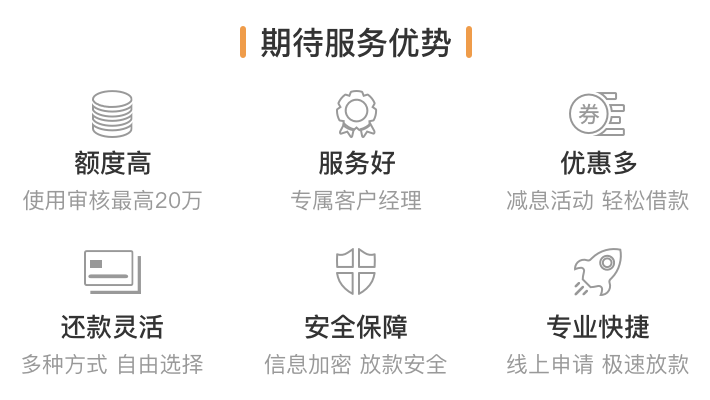 期待服务优势
券
额度高 服务好 优惠多
使用审核最高20万 专属客户经理 减息活动 轻松借款
还款灵活 安全保障 专业快捷
多种方式 自由选择 信息加密 放款安全 线上申请 极速放款